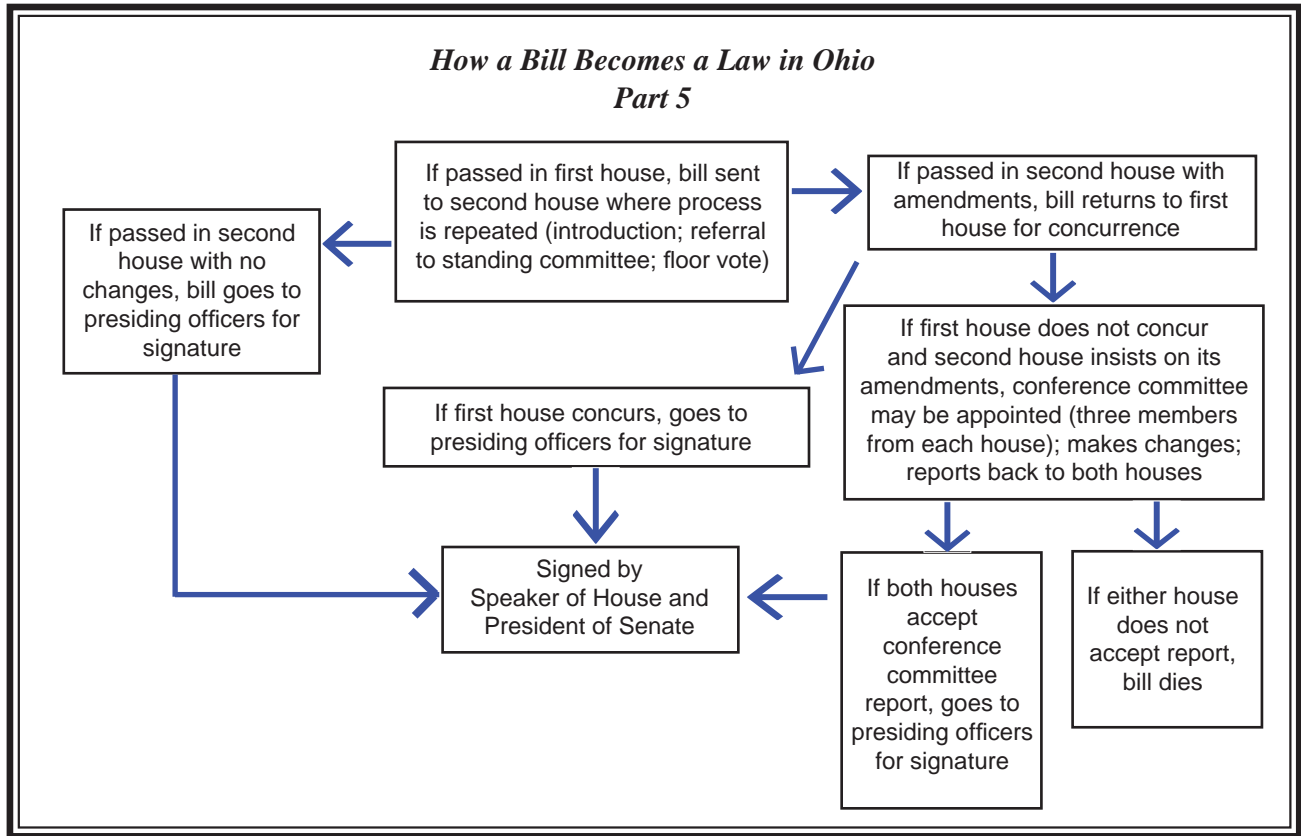 How a Bill Becomes a Law in Ohio
Part 5
If passed in first house, bill sent
to second house where process
is repeated (introduction; referral
to standing committee; floor vote)
If passed in second house with
amendments, bill returns to first
house for concurrence
If passed in second
house with no
changes, bill goes to
presiding officers for
signature
If first house does not concur
and second house insists on its
amendments, conference committee
may be appointed (three members
from each house); makes changes;
reports back to both houses
If first house concurs, goes to
presiding officers for signature
Signed by
Speaker of House and
President of Senate
If both houses
accept
conference
committee
report, goes to
presiding officers
for signature
If either house
does not
accept report,
bill dies